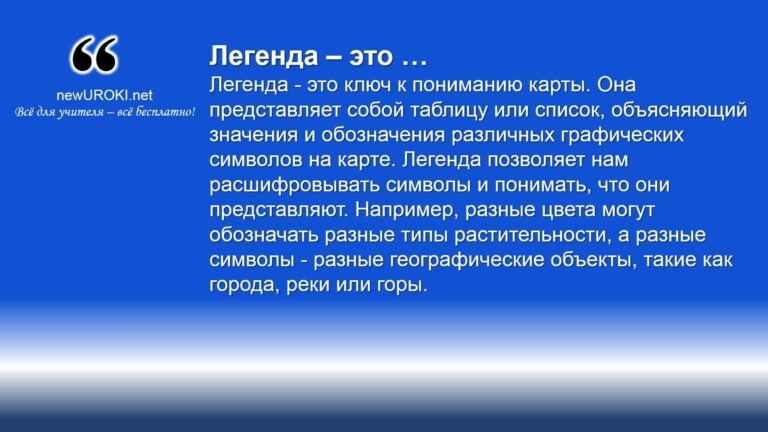 newUROKI.net
Всё для учителя – всё бесплатно!
Легенда – это …
Легенда - это ключ к пониманию карты. Она
представляет собой таблицу или список, объясняющий
значения и обозначения различных графических
символов на карте. Легенда позволяет нам
расшифровывать символы и понимать, что они
представляют. Например, разные цвета могут
обозначать разные типы растительности, а разные
символы - разные географические объекты, такие как
города, реки или горы.